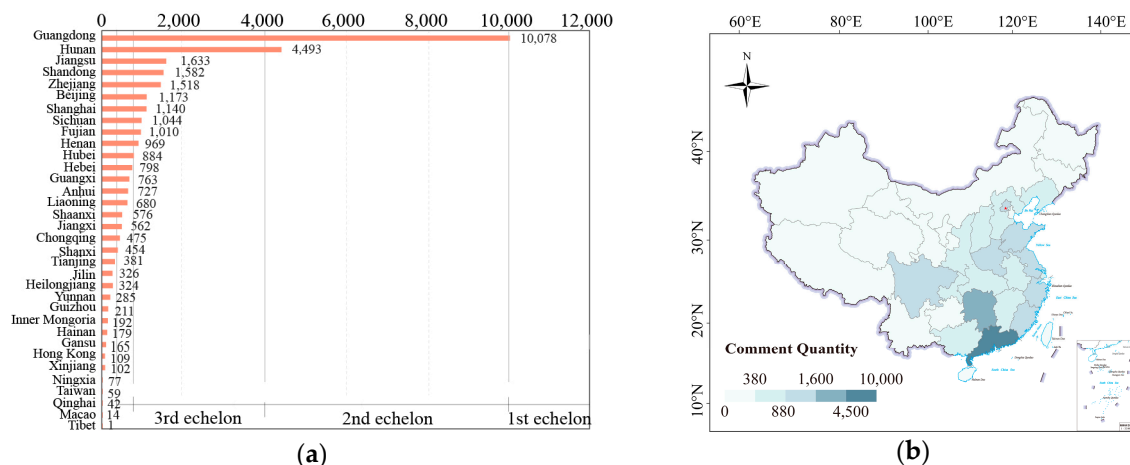 0 2,000 4,000 6,000 8,000 10,000 12,000
Guangdong 10,078
Hunan 4,493
Jiangsu 1,633
Shandong 1,582
Zhejiang 1,518
Beijing 1,173
Shanghai 1,140
Sichuan 1,044
Fujian 1,010
Henan 969
Hubei 884
Hebei 798
Guangxi 763
Anhui 727
Liaoning 680
Shaanxi 576
Jiangxi 562
Chongqing 475
Shanxi 454
Tianjing 381
Jilin 326
Heilongjiang 324
Yunnan 285
Guizhou 211
Inner Mongoria 192
Hainan 179
Gansu 165
Hong Kong 109
Xinjiang 102
Ningxia 77
Taiwan 59
Qinghai 42
Macao 14
Tibet 1
3rd echelon 2nd echelon 1st echelon
(a)
60°E 80°E 100°E 120°E 140°E
N
40°N
30°N
20°N
10°N
Comment Quantity
380 1,600 10,000
0 880 4,500
(b)